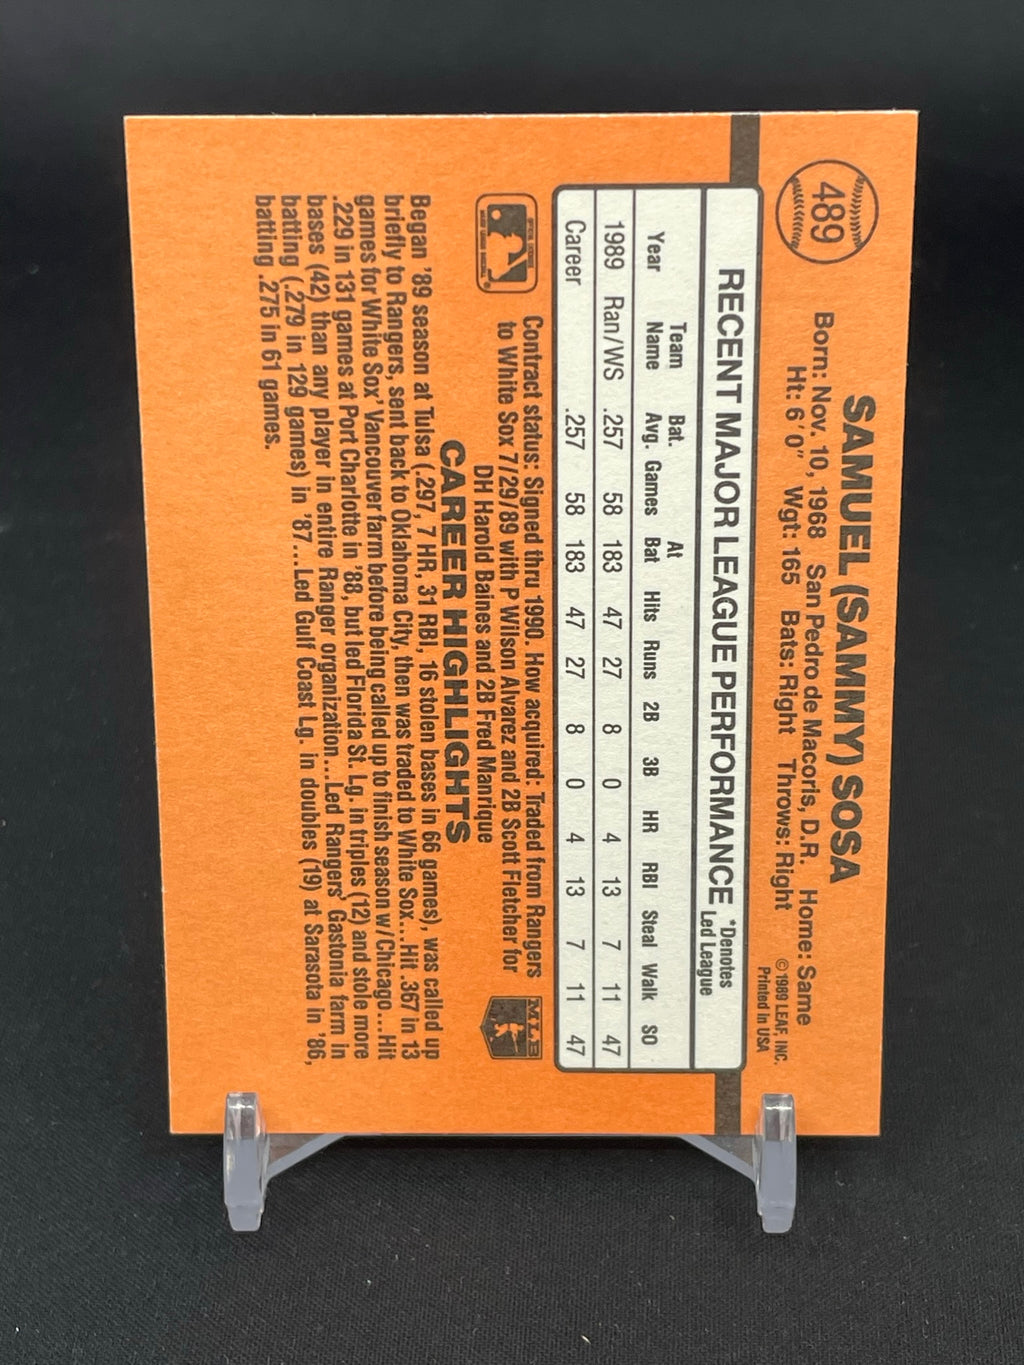 489
SAMUEL (SAMMY) SOSA
Born: Nov. 10, 1968 San Pedro de Macoris, D.R. Home: Same
Ht: 6'0" Wgt: 165 Bats: Right Throws: Right
© 1989 LEAF, INC.
Printed in USA
RECENT MAJOR LEAGUE PERFORMANCE *Denotes
Led League
Year Team Name Bat. Avg. Games At Bat Hits Runs 2B 3B HR RBI Steal Walk SO
1989 Ran/WS .257 58 183 47 27 8 0 4 13 7 11 47
Career .257 58 183 47 27 8 0 4 13 7 11 47
Contract status: Signed thru 1990. How acquired: Traded from Rangers
to White Sox 7/29/89 with P Wilson Alvarez and 2B Scott Fletcher for
DH Harold Baines and 2B Fred Manrique
MLB
CAREER HIGHLIGHTS
Began '89 season at Tulsa (.297, 7 HR, 31 RBI, 16 stolen bases in 66 games), was called up
briefly to Rangers, sent back to Oklahoma City, then was traded to White Sox...Hit .367 in 13
games for White Sox' Vancouver farm before being called up to finish season w/Chicago...Hit
.229 in 131 games at Port Charlotte in '88, but led Florida St. Lg. in triples (12) and stole more
bases (42) than any player in entire Ranger organization...Led Rangers' Gastonia farm in
batting (.279 in 129 games) in '87...Led Gulf Coast Lg. in doubles (19) at Sarasota in '86,
batting .275 in 61 games.